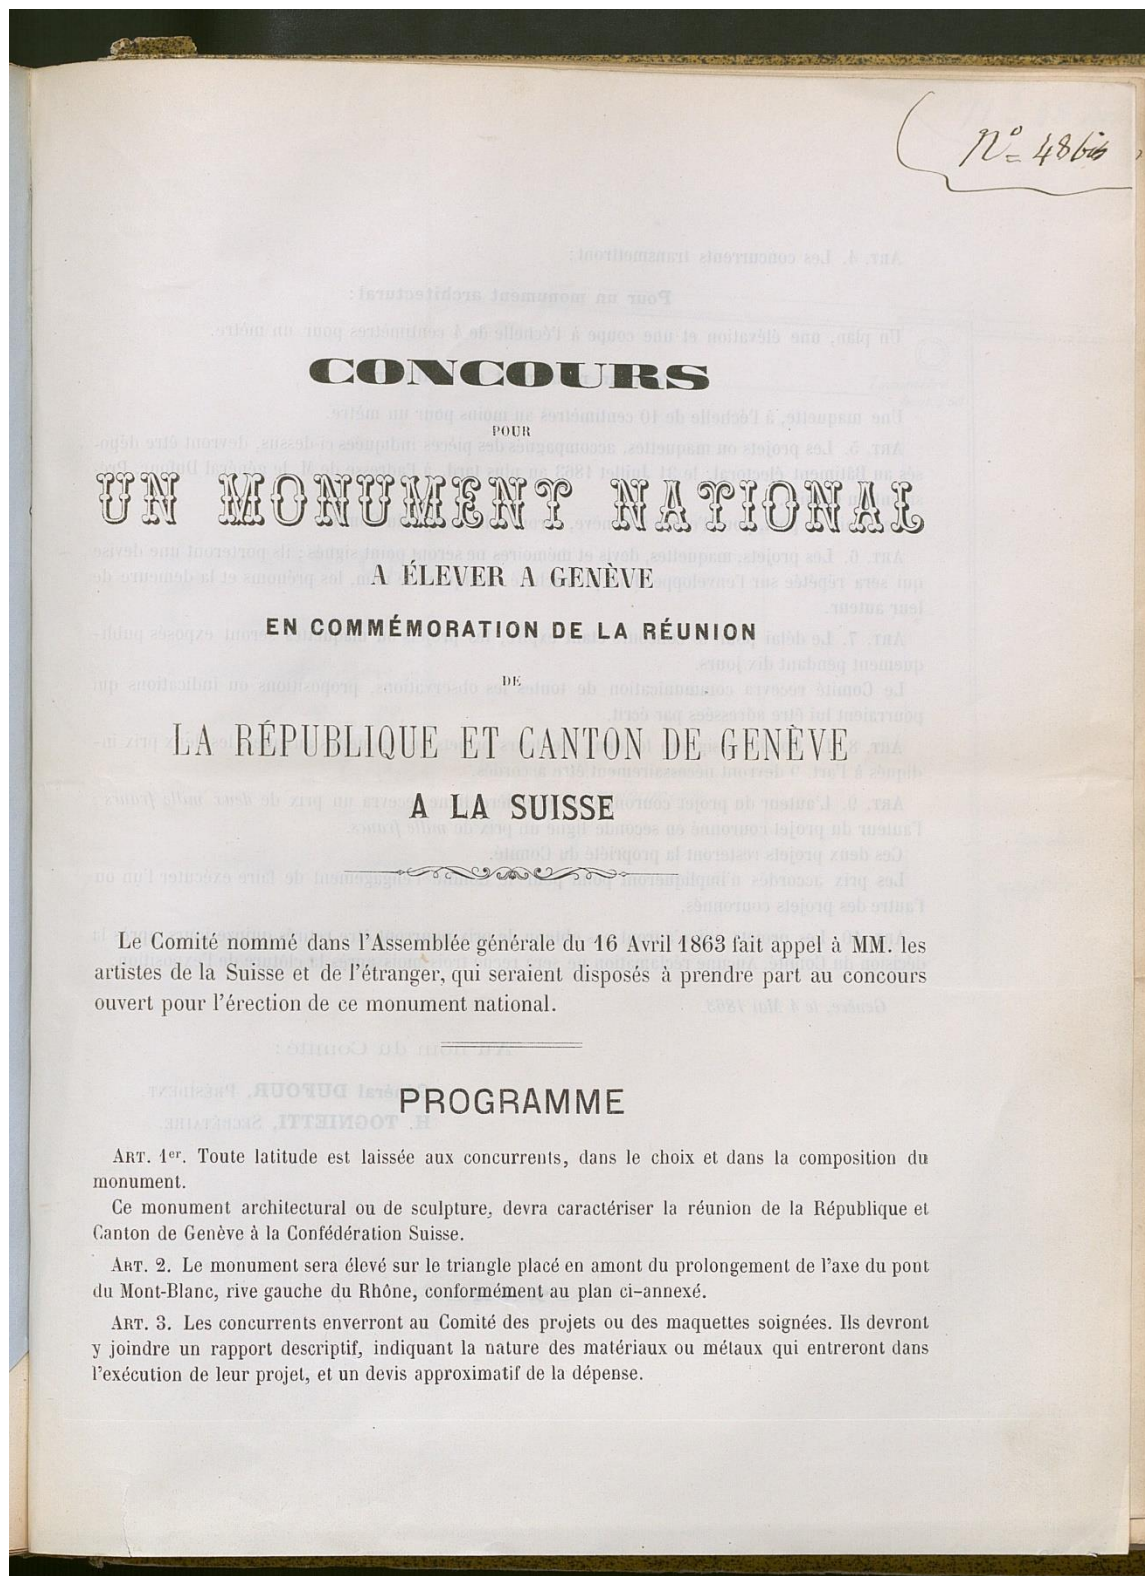 N° 48 bis
CONCOURS
POUR
UN MONUMENT NATIONAL
A ÉLEVER A GENÈVE
EN COMMÉMORATION DE LA RÉUNION
DE
LA RÉPUBLIQUE ET CANTON DE GENÈVE
A LA SUISSE
Le Comité nommé dans l'Assemblée générale du 16 Avril 1863 fait appel à MM. les
artistes de la Suisse et de l'étranger, qui seraient disposés à prendre part au concours
ouvert pour l'érection de ce monument national.
PROGRAMME
ART. 1er. Toute latitude est laissée aux concurrents, dans le choix et dans la composition du
monument.
Ce monument architectural ou de sculpture, devra caractériser la réunion de la République et
Canton de Genève à la Confédération Suisse.
ART. 2. Le monument sera élevé sur le triangle placé en amont du prolongement de l'axe du pont
du Mont-Blanc, rive gauche du Rhône, conformément au plan ci-annexé.
ART. 3. Les concurrents enverront au Comité des projets ou des maquettes soignées. Ils devront
y joindre un rapport descriptif, indiquant la nature des matériaux ou métaux qui entreront dans
l'exécution de leur projet, et un devis approximatif de la dépense.